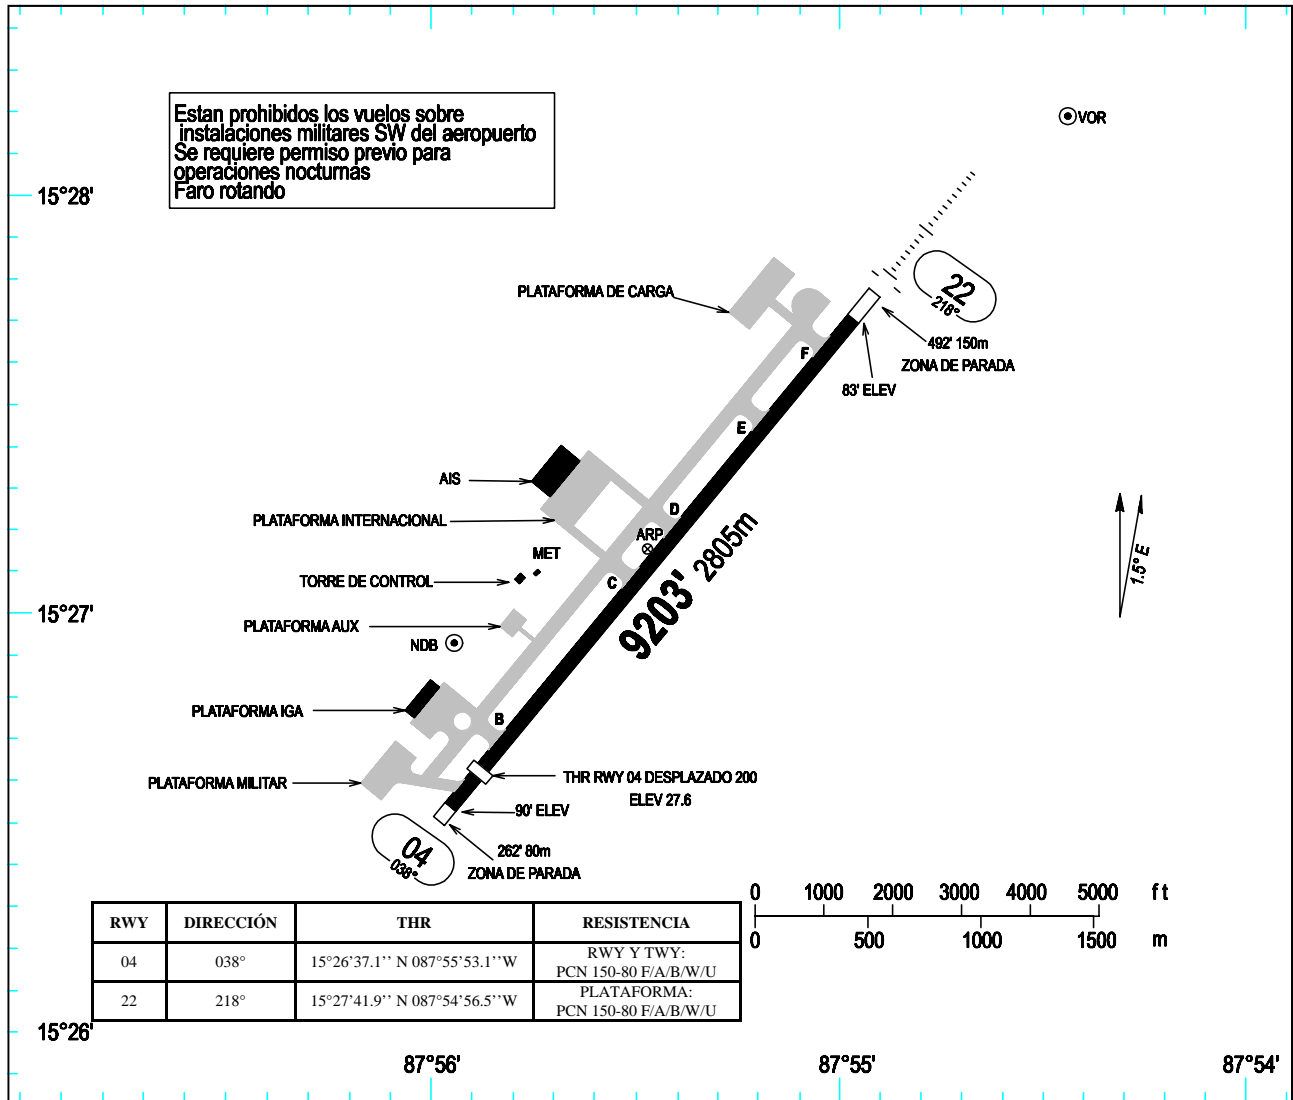 Estan prohibidos los vuelos sobre
instalaciones militares SW del aeropuerto
Se requiere permiso previo para
operaciones nocturnas
Faro rotando
VOR
15°28'
22
218°
PLATAFORMA DE CARGA
492' 150m
ZONA DE PARADA
F
83' ELEV
E
AIS
D
PLATAFORMA INTERNACIONAL
ARP
9203' 2805m
MET
1.5° E
TORRE DE CONTROL
C
15°27'
PLATAFORMA AUX
NDB
PLATAFORMA IGA
B
PLATAFORMA MILITAR
THR RWY 04 DESPLAZADO 200
ELEV 27.6
90' ELEV
04
038°
262' 80m
ZONA DE PARADA
0 1000 2000 3000 4000 5000 ft
0 500 1000 1500 m
RWY DIRECCIÓN THR RESISTENCIA
04 038° 15°26'37.1'' N 087°55'53.1''W RWY Y TWY:
PCN 150-80 F/A/B/W/U
22 218° 15°27'41.9'' N 087°54'56.5''W PLATAFORMA:
PCN 150-80 F/A/B/W/U
15°26'
87°56' 87°55' 87°54'